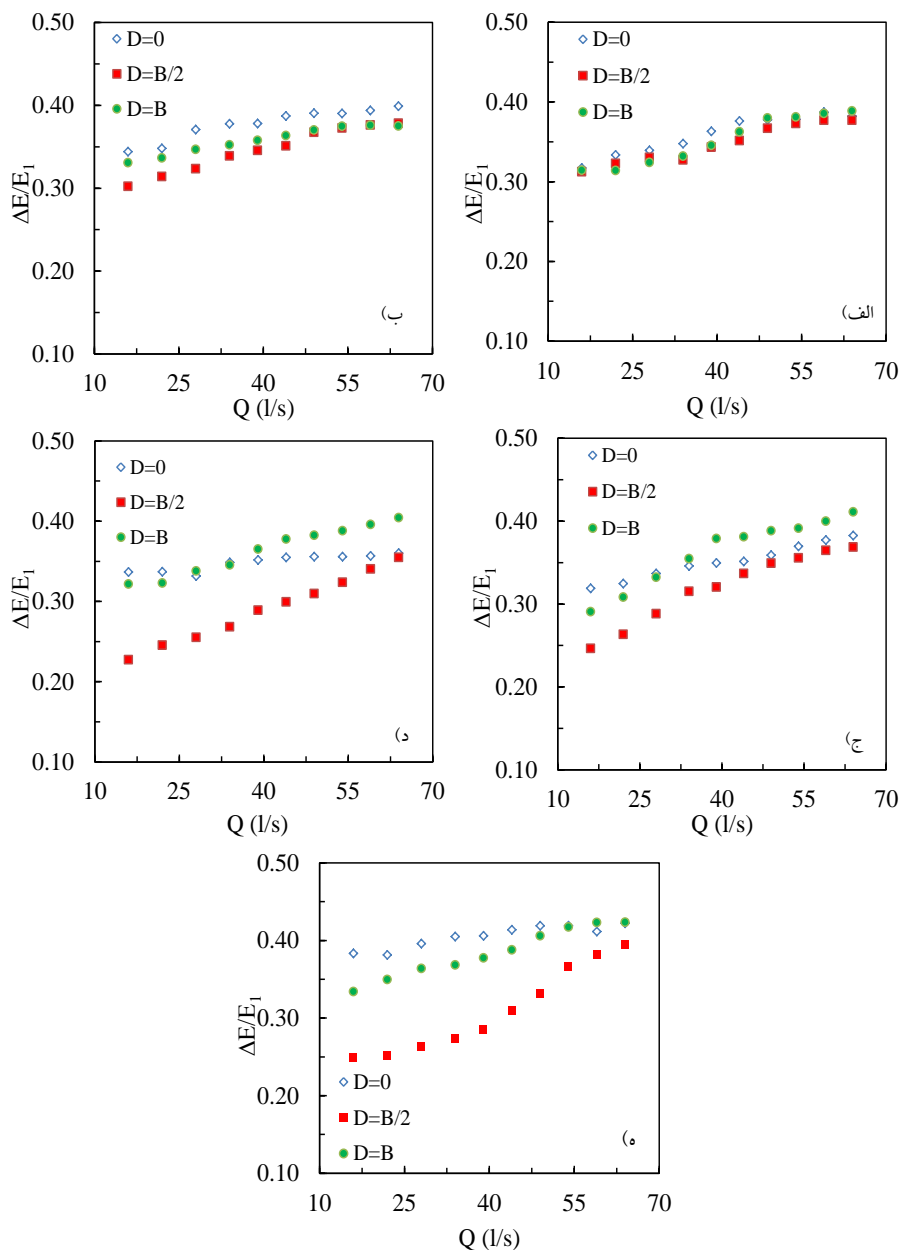 0.50
0.40
0.30
0.20
0.10
ΔE/E1
D=0
D=B/2
D=B
ب)
10 25 40 55 70
Q (l/s)
0.50
0.40
0.30
0.20
0.10
ΔE/E1
D=0
D=B/2
D=B
الف)
10 25 40 55 70
Q (l/s)
0.50
0.40
0.30
0.20
0.10
ΔE/E1
D=0
D=B/2
D=B
د)
10 25 40 55 70
Q (l/s)
0.50
0.40
0.30
0.20
0.10
ΔE/E1
D=0
D=B/2
D=B
ج)
10 25 40 55 70
Q (l/s)
0.50
0.40
0.30
0.20
0.10
ΔE/E1
D=0
D=B/2
D=B
ه)
10 25 40 55 70
Q (l/s)